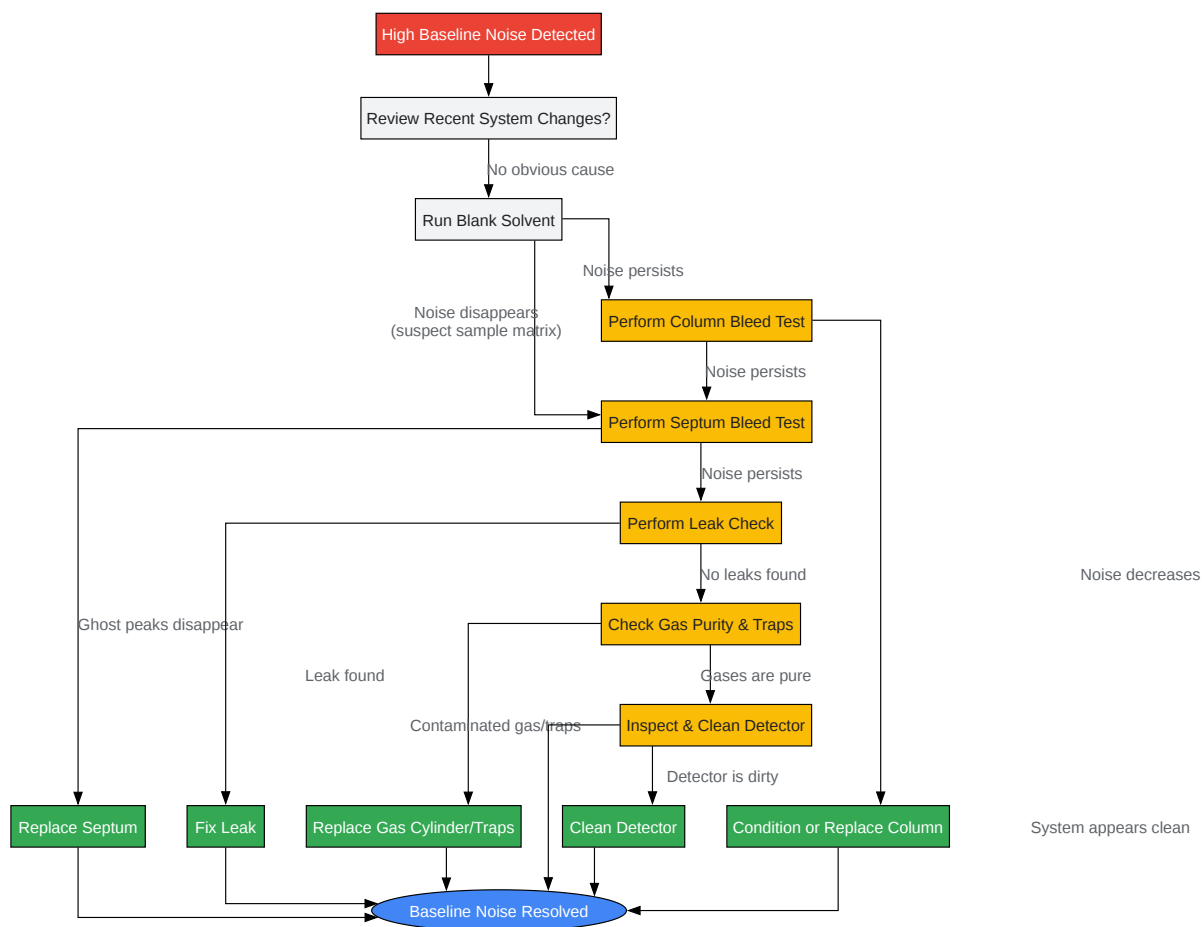 High Baseline Noise Detected
Review Recent System Changes?
No obvious cause
Run Blank Solvent
Noise persists
Noise disappears
(suspect sample matrix)
Perform Column Bleed Test
Noise persists
Perform Septum Bleed Test
Noise persists
Perform Leak Check
No leaks found
Noise decreases
Ghost peaks disappear
Check Gas Purity & Traps
Leak found
Gases are pure
Contaminated gas/traps
Inspect & Clean Detector
Detector is dirty
Replace Septum
Fix Leak
Replace Gas Cylinder/Traps
Clean Detector
Condition or Replace Column
System appears clean
Baseline Noise Resolved